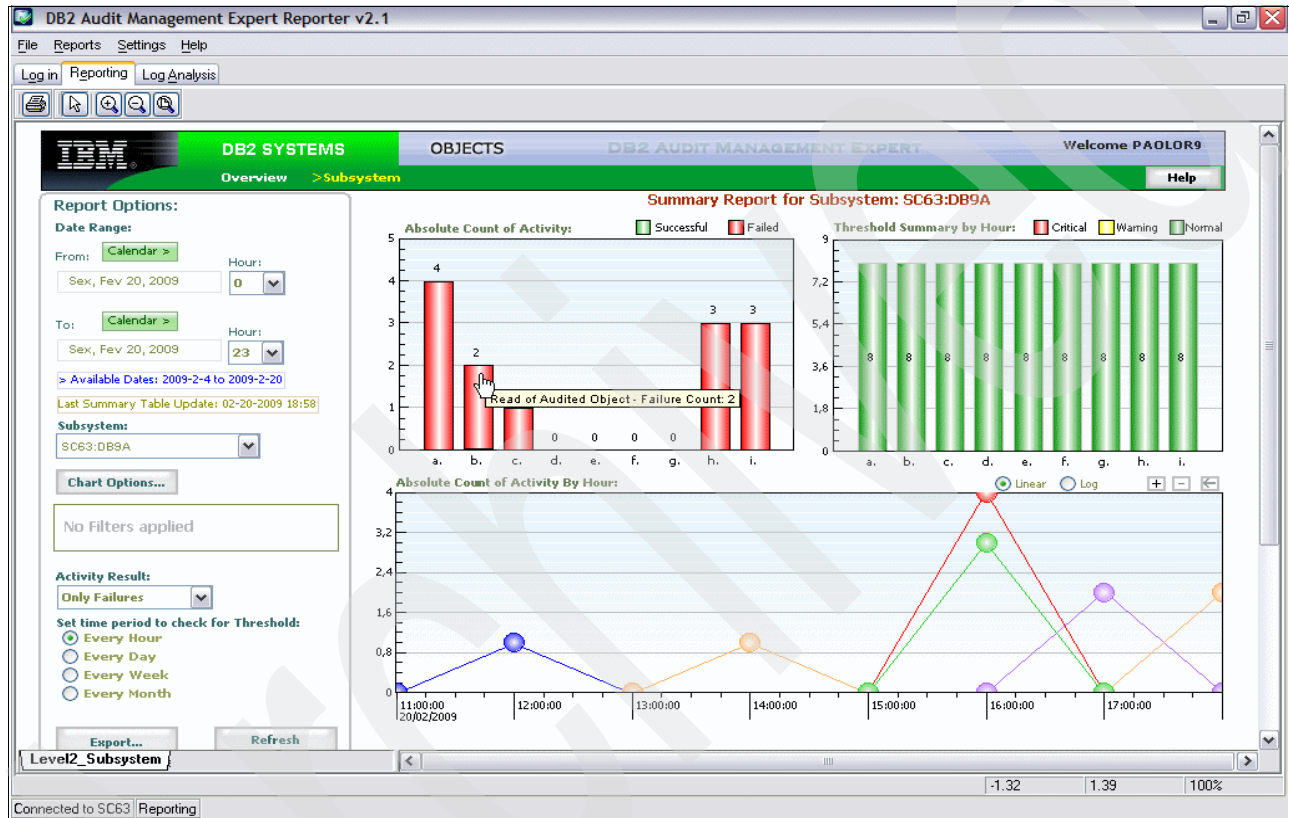 DB2 Audit Management Expert Reporter v2.1
File Reports Settings Help
Log in Reporting Log Analysis
IBM. DB2 SYSTEMS OBJECTS DB2 AUDIT MANAGEMENT EXPERT Welcome PAOLOR9
Overview >Subsystem Help
Report Options:
Date Range:
From: Calendar > Hour:
Sex, Fev 20, 2009 0
To: Calendar > Hour:
Sex, Fev 20, 2009 23
> Available Dates: 2009-2-4 to 2009-2-20
Last Summary Table Update: 02-20-2009 18:58
Subsystem:
SC63:DB9A
Chart Options...
No Filters applied
Activity Result:
Only Failures
Set time period to check for Threshold:
Every Hour
Every Day
Every Week
Every Month
Export... Refresh
Summary Report for Subsystem: SC63:DB9A
Absolute Count of Activity: Successful Failed
5
4
3
2
1
0
4 2 0 0 0 0 3 3
Read of Audited Object - Failure Count: 2
a. b. c. d. e. f. g. h. i.
Threshold Summary by Hour: Critical Warning Normal
9
7,2
5,4
3,6
1,8
0
8 8 8 8 8 8 8 8 8
a. b. c. d. e. f. g. h. i.
Absolute Count of Activity By Hour: Linear Log
4
3,2
2,4
1,6
0,8
0
11:00:00 12:00:00 13:00:00 14:00:00 15:00:00 16:00:00 17:00:00
20/02/2009
Level2_Subsystem
-1.32 1.39 100%
Connected to SC63 Reporting